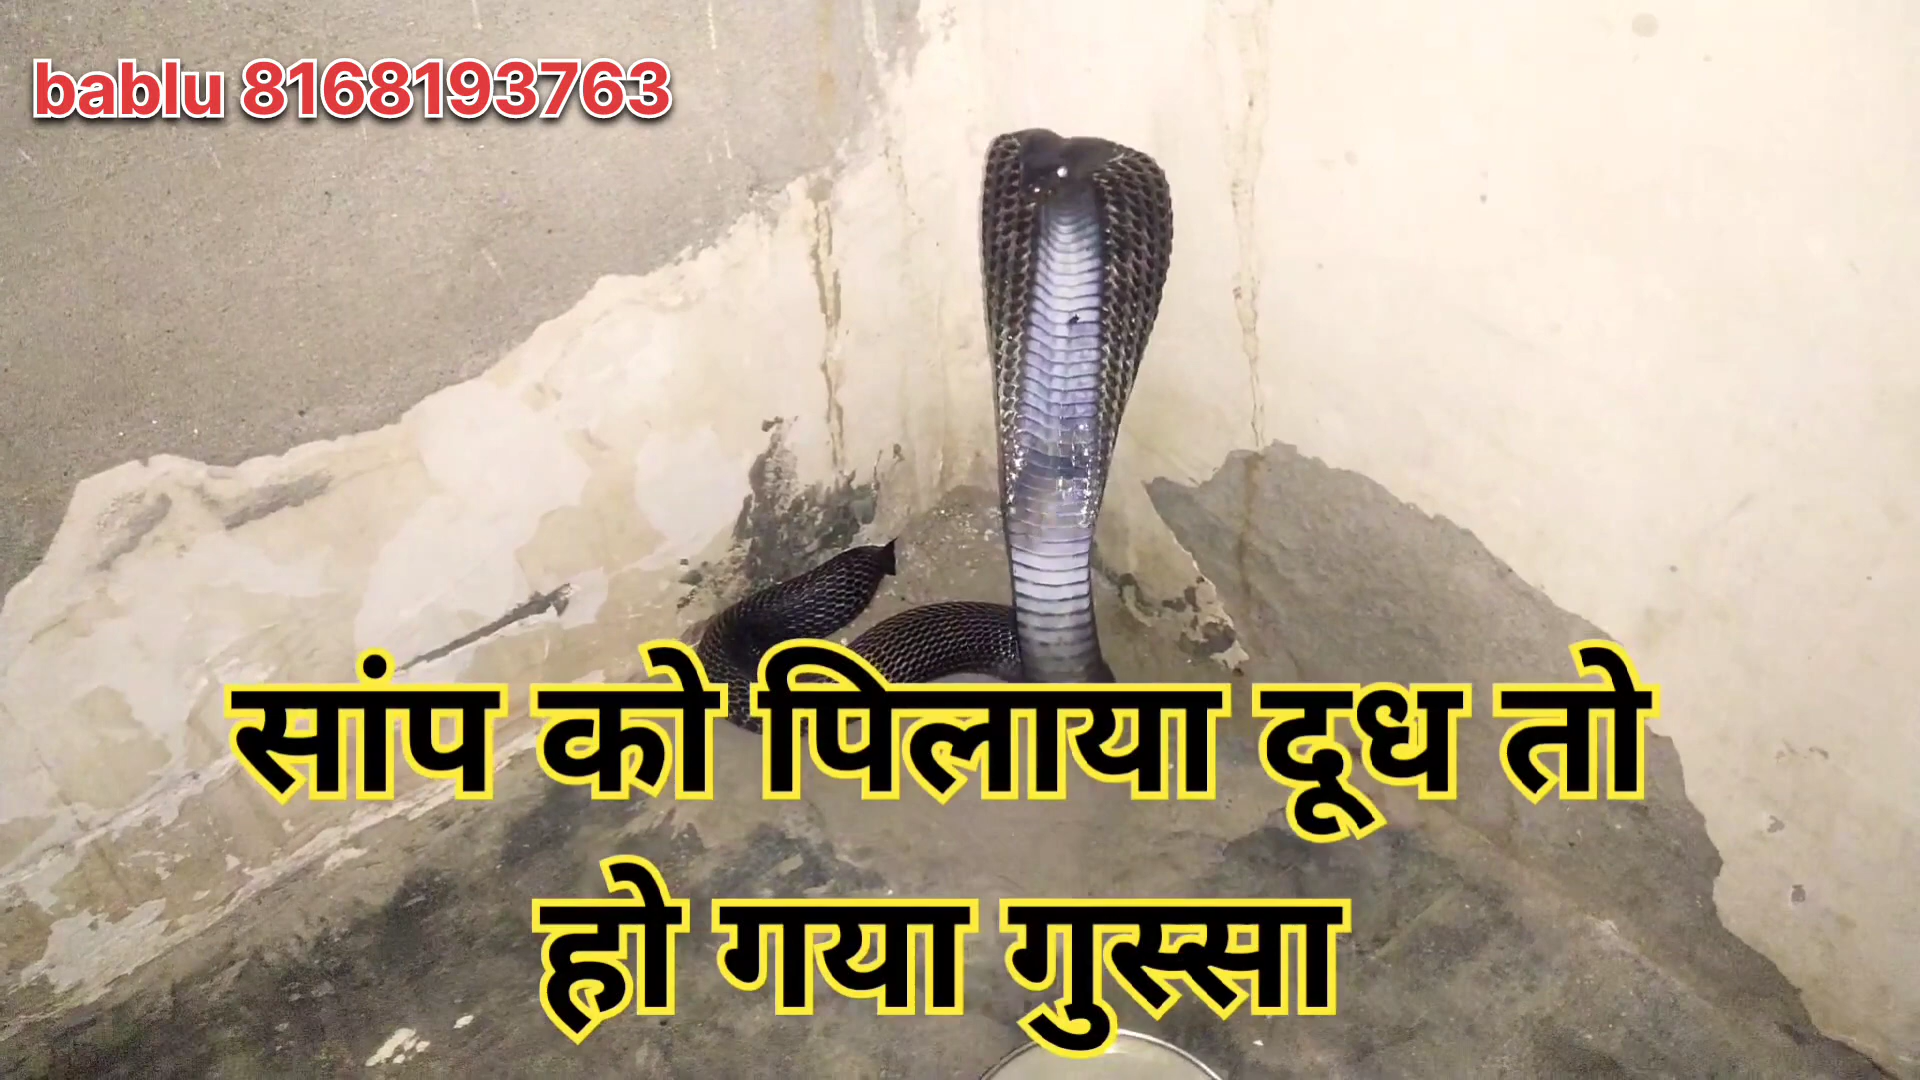 bablu 8168193763
सांप को पिलाया दूध तो
हो गया गुस्सा